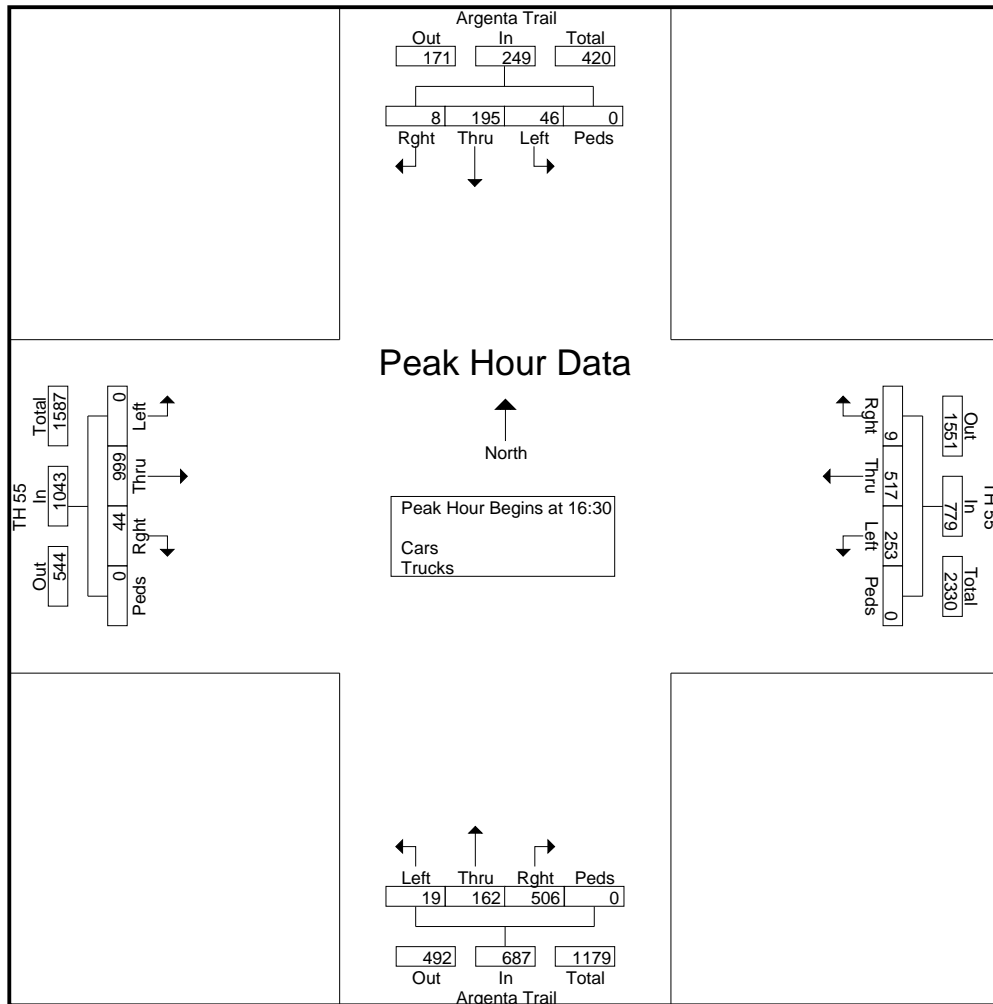 Argenta Trail
Out In Total
171 249 420
8 195 46 0
Rght Thru Left Peds
Peak Hour Data
North
Peak Hour Begins at 16:30
Cars
Trucks
TH 55
Out In Total
544 1043 1587
0 999 44 0
Left Thru Rght Peds
TH 55
Out In Total
1551 779 2330
9 517 253 0
Rght Thru Left Peds
Left Thru Rght Peds
19 162 506 0
492 687 1179
Out In Total
Argenta Trail